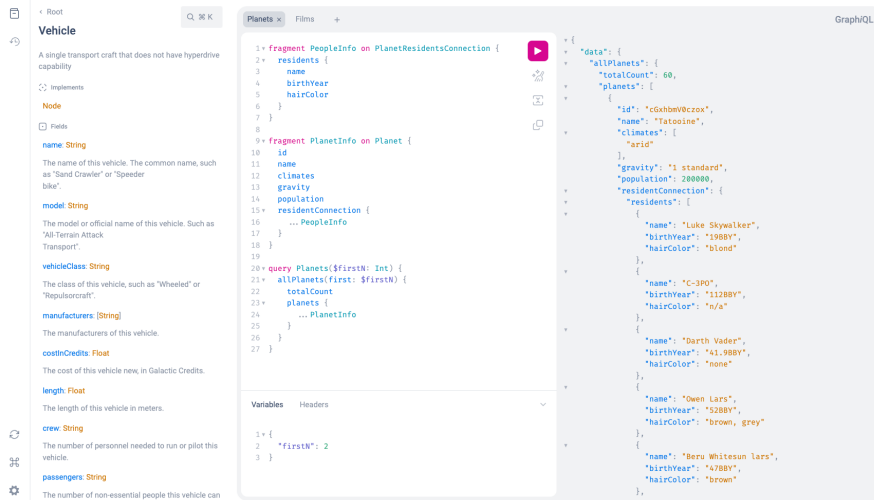 ‹ Root
⌘ K
Vehicle
A single transport craft that does not have hyperdrive
capability
Implements
Node
Fields
name: String
The name of this vehicle. The common name, such
as "Sand Crawler" or "Speeder
bike".
model: String
The model or official name of this vehicle. Such as
"All-Terrain Attack
Transport".
vehicleClass: String
The class of this vehicle, such as "Wheeled" or
"Repulsorcraft".
manufacturers: [String]
The manufacturers of this vehicle.
costInCredits: Float
The cost of this vehicle new, in Galactic Credits.
length: Float
The length of this vehicle in meters.
crew: String
The number of personnel needed to run or pilot this
vehicle.
passengers: String
The number of non-essential people this vehicle can
Planets × Films +
1 fragment PeopleInfo on PlanetResidentsConnection {
2 residents {
3 name
4 birthYear
5 hairColor
6 }
7 }
8
9 fragment PlanetInfo on Planet {
10 id
11 name
12 climates
13 gravity
14 population
15 residentConnection {
16 ...PeopleInfo
17 }
18 }
19
20 query Planets($firstN: Int) {
21 allPlanets(first: $firstN) {
22 totalCount
23 planets {
24 ...PlanetInfo
25 }
26 }
27 }
Variables Headers
1 {
2 "firstN": 2
3 }
GraphiQL
{
"data": {
"allPlanets": {
"totalCount": 60,
"planets": [
{
"id": "cGxhbmV0czox",
"name": "Tatooine",
"climates": [
"arid"
],
"gravity": "1 standard",
"population": 200000,
"residentConnection": {
"residents": [
{
"name": "Luke Skywalker",
"birthYear": "19BBY",
"hairColor": "blond"
},
{
"name": "C-3PO",
"birthYear": "112BBY",
"hairColor": "n/a"
},
{
"name": "Darth Vader",
"birthYear": "41.9BBY",
"hairColor": "none"
},
{
"name": "Owen Lars",
"birthYear": "52BBY",
"hairColor": "brown, grey"
},
{
"name": "Beru Whitesun lars",
"birthYear": "47BBY",
"hairColor": "brown"
},